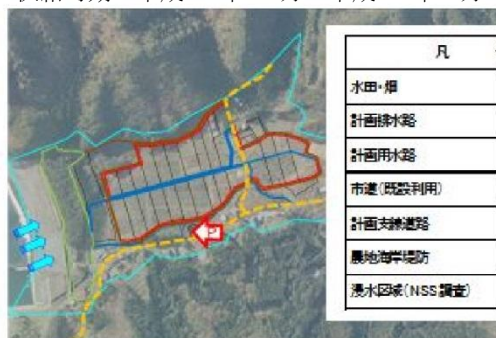 凡
水田・畑
計画排水路
計画用水路
市道(既設利用)
計画支線道路
農地海岸堤防
浸水区域(NSS調査)